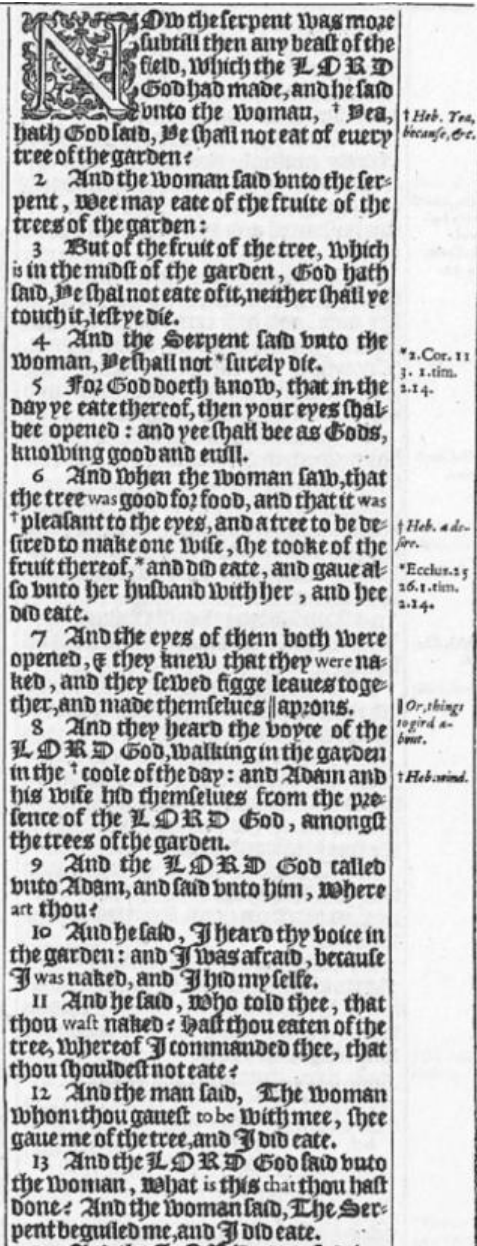 NOw the ſerpent was more
ſubtill then any beaſt of the
field, which the LORD
God had made, and he ſaid
vnto the woman, † Yea,
hath God ſaid, Ye ſhall not eat of euery
tree of the garden?
2 And the woman ſaid vnto the ſer-
pent, Wee may eate of the fruite of the
trees of the garden:
3 But of the fruit of the tree, which
is in the midſt of the garden, God hath
ſaid, Ye ſhal not eate of it, neither ſhall ye
touch it, leſt ye die.
4 And the Serpent ſaid vnto the
woman, Ye ſhall not * ſurely die.
5 For God doeth know, that in the
day ye eate thereof, then your eyes ſhal-
bee opened: and yee ſhall bee as Gods,
knowing good and euill.
6 And when the woman ſaw, that
the tree was good for food, and that it was
† pleaſant to the eyes, and a tree to be de-
ſired to make one wiſe, ſhe tooke of the
fruit thereof, * and did eate, and gaue al-
ſo vnto her huſband with her, and hee
did eate.
7 And the eyes of them both were
opened, & they knew that they were na-
ked, and they ſewed figge leaues toge-
ther, and made themſelues ‖ aprons.
8 And they heard the voyce of the
LORD God, walking in the garden
in the † coole of the day: and Adam and
his wife hid themſelues from the pre-
ſence of the LORD God, amongſt
the trees of the garden.
9 And the LORD God called
vnto Adam, and ſaid vnto him, Where
art thou?
10 And he ſaid, I heard thy voice in
the garden: and I was afraid, becauſe
I was naked, and I hid my ſelfe.
11 And he ſaid, Who told thee, that
thou waſt naked? Haſt thou eaten of the
tree, whereof I commanded thee, that
thou ſhouldeſt not eate?
12 And the man ſaid, The woman
whom thou gaueſt to be with mee, ſhee
gaue me of the tree, and I did eate.
13 And the LORD God ſaid vnto
the woman, What is this that thou haſt
done? And the woman ſaid, The Ser-
pent beguiled me, and I did eate.
† Heb. Yea,
becauſe, &c.
*2. Cor. 11
3. 1. tim.
2.14.
† Heb. a de-
ſire.
*Ecclus. 25
26. 1. tim.
2.14.
‖ Or, things
to gird a-
bout.
† Heb. wind.